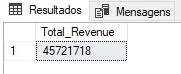 Resultados Mensagens
Total_Revenue
1 45721718